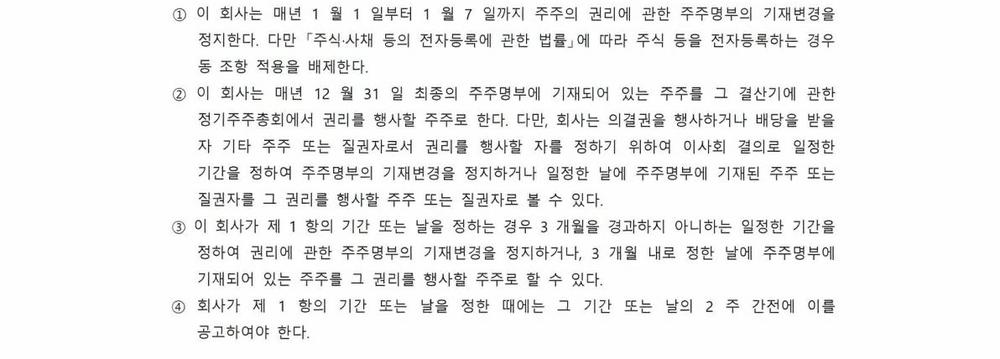 ① 이 회사는 매년 1 월 1 일부터 1 월 7 일까지 주주의 권리에 관한 주주명부의 기재변경을
정지한다. 다만 「주식·사채 등의 전자등록에 관한 법률」에 따라 주식 등을 전자등록하는 경우
동 조항 적용을 배제한다.
② 이 회사는 매년 12 월 31 일 최종의 주주명부에 기재되어 있는 주주를 그 결산기에 관한
정기주주총회에서 권리를 행사할 주주로 한다. 다만, 회사는 의결권을 행사하거나 배당을 받을
자 기타 주주 또는 질권자로서 권리를 행사할 자를 정하기 위하여 이사회 결의로 일정한
기간을 정하여 주주명부의 기재변경을 정지하거나 일정한 날에 주주명부에 기재된 주주 또는
질권자를 그 권리를 행사할 주주 또는 질권자로 볼 수 있다.
③ 이 회사가 제 1 항의 기간 또는 날을 정하는 경우 3 개월을 경과하지 아니하는 일정한 기간을
정하여 권리에 관한 주주명부의 기재변경을 정지하거나, 3 개월 내로 정한 날에 주주명부에
기재되어 있는 주주를 그 권리를 행사할 주주로 할 수 있다.
④ 회사가 제 1 항의 기간 또는 날을 정한 때에는 그 기간 또는 날의 2 주 간전에 이를
공고하여야 한다.